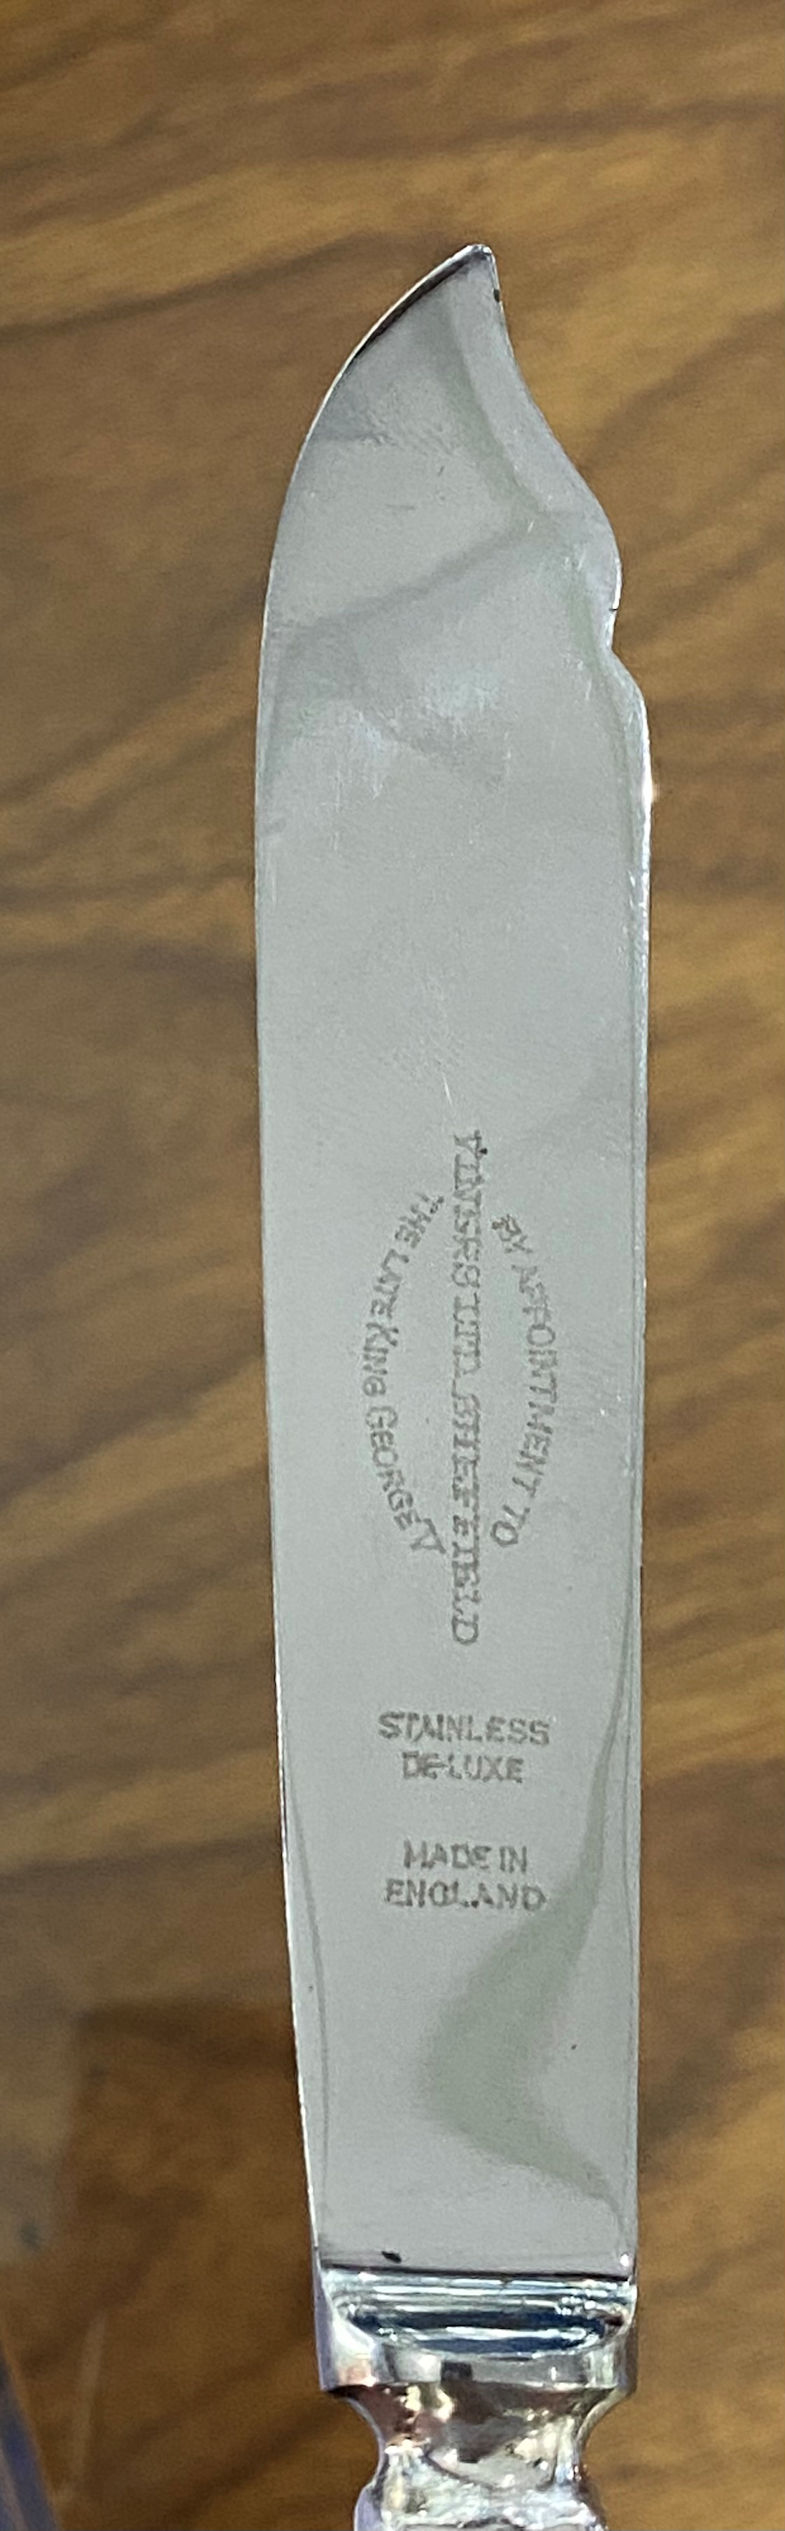 BY APPOINTMENT TO
VINERS LTD. SHEFFIELD
THE LATE KING GEORGE V
STAINLESS
DE-LUXE
MADE IN
ENGLAND